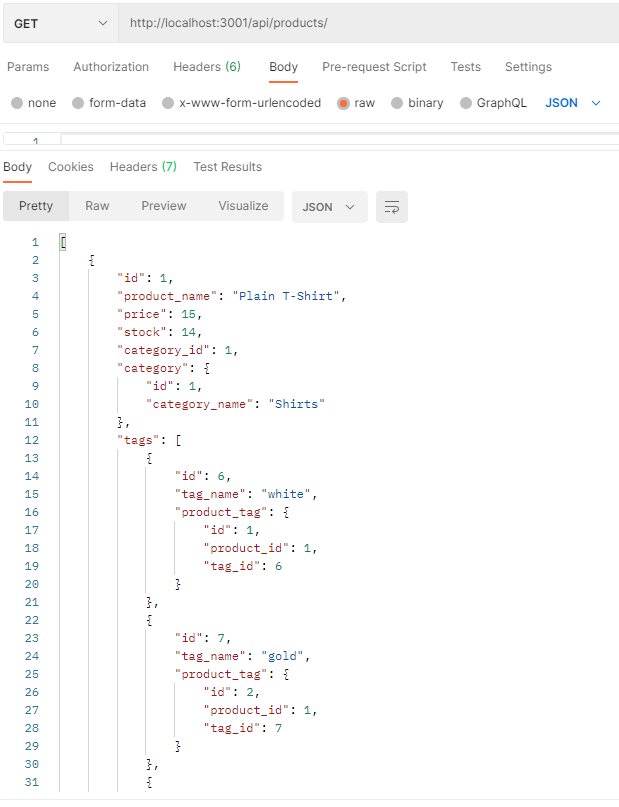 GET http://localhost:3001/api/products/
Params Authorization Headers (6) Body Pre-request Script Tests Settings
none form-data x-www-form-urlencoded raw binary GraphQL JSON
1
Body Cookies Headers (7) Test Results
Pretty Raw Preview Visualize JSON
1 [
2 {
3 "id": 1,
4 "product_name": "Plain T-Shirt",
5 "price": 15,
6 "stock": 14,
7 "category_id": 1,
8 "category": {
9 "id": 1,
10 "category_name": "Shirts"
11 },
12 "tags": [
13 {
14 "id": 6,
15 "tag_name": "white",
16 "product_tag": {
17 "id": 1,
18 "product_id": 1,
19 "tag_id": 6
20 }
21 },
22 {
23 "id": 7,
24 "tag_name": "gold",
25 "product_tag": {
26 "id": 2,
27 "product_id": 1,
28 "tag_id": 7
29 }
30 },
31 {